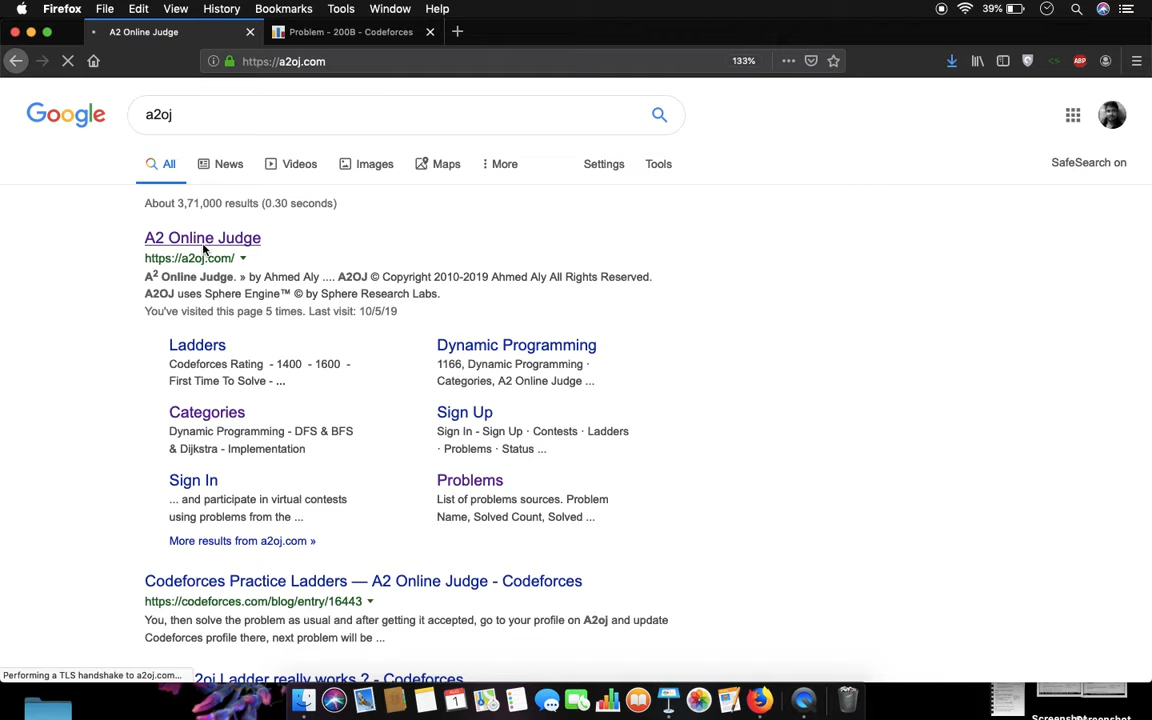 Firefox File Edit View History Bookmarks Tools Window Help 39%
A2 Online Judge Problem - 200B - Codeforces
https://a2oj.com 133%
Google a2oj
All News Videos Images Maps More Settings Tools SafeSearch on
About 3,71,000 results (0.30 seconds)
A2 Online Judge
https://a2oj.com/
A² Online Judge. » by Ahmed Aly .... A2OJ © Copyright 2010-2019 Ahmed Aly All Rights Reserved.
A2OJ uses Sphere Engine™ © by Sphere Research Labs.
You've visited this page 5 times. Last visit: 10/5/19
Ladders Dynamic Programming
Codeforces Rating - 1400 - 1600 - 1166, Dynamic Programming ·
First Time To Solve - ... Categories, A2 Online Judge ...
Categories Sign Up
Dynamic Programming - DFS & BFS Sign In - Sign Up · Contests · Ladders
& Dijkstra - Implementation · Problems · Status ...
Sign In Problems
... and participate in virtual contests List of problems sources. Problem
using problems from the ... Name, Solved Count, Solved ...
More results from a2oj.com »
Codeforces Practice Ladders — A2 Online Judge - Codeforces
https://codeforces.com/blog/entry/16443
You, then solve the problem as usual and after getting it accepted, go to your profile on A2oj and update
Codeforces profile there, next problem will be ...
Performing a TLS handshake to a2oj.com...
2oj Ladder really works ? - Codeforces